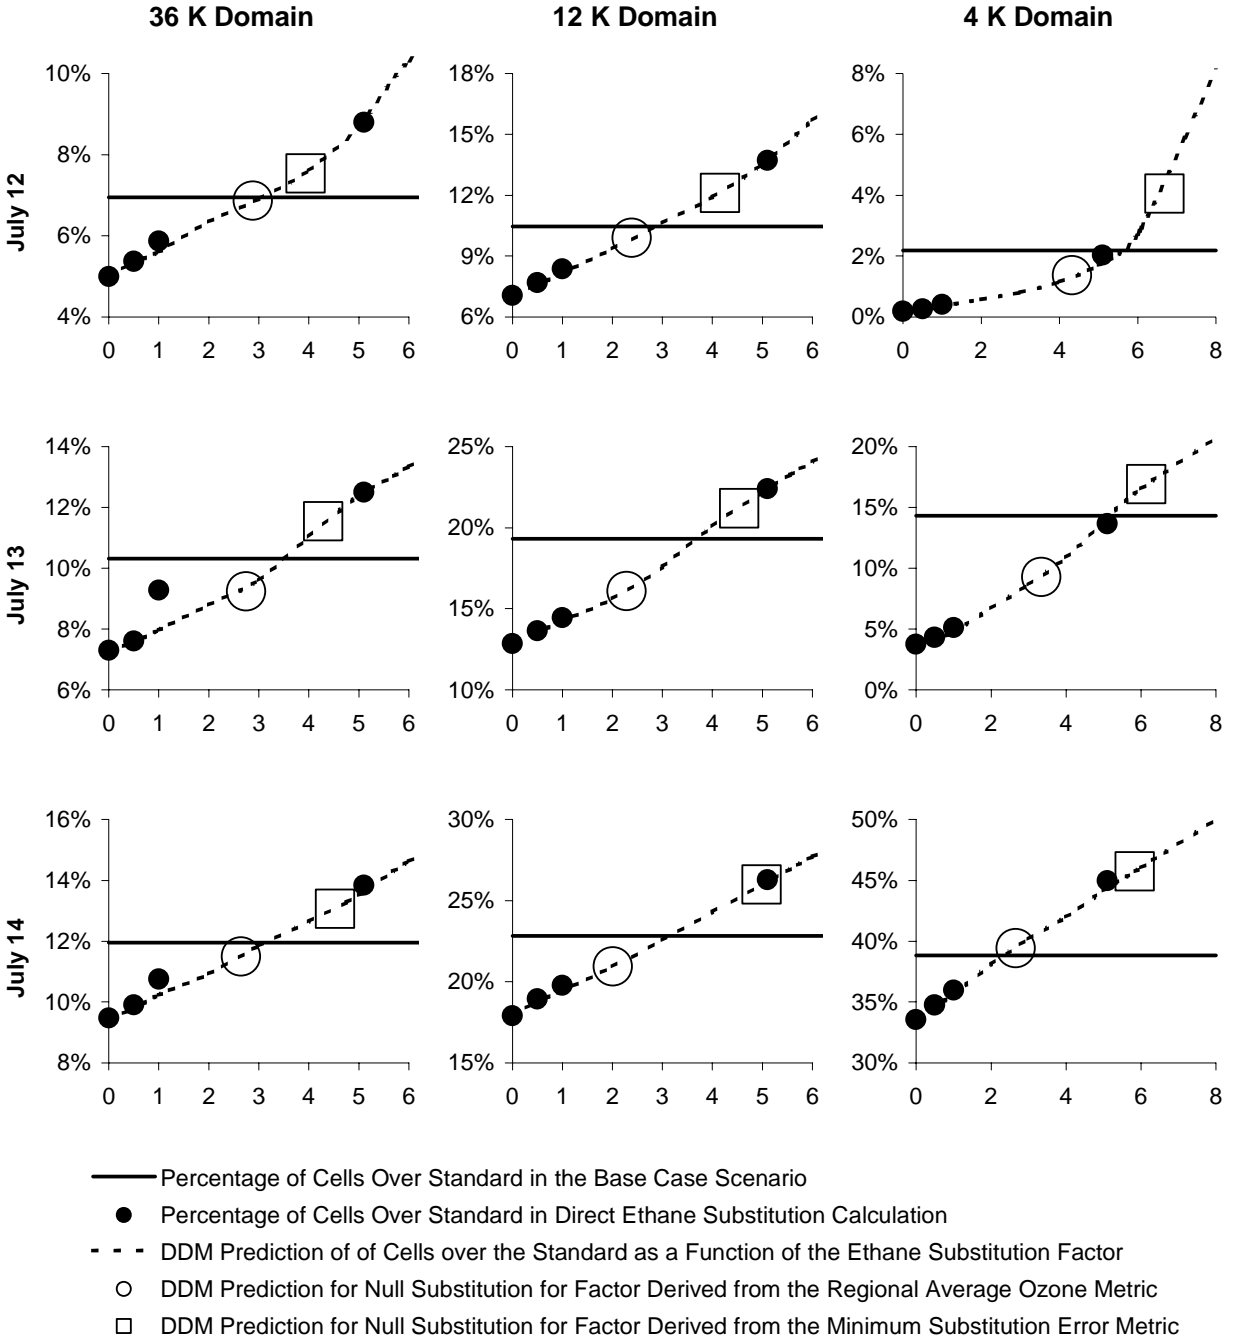 36 K Domain 12 K Domain 4 K Domain
July 12
10%
8%
6%
4%
0 1 2 3 4 5 6
18%
15%
12%
9%
6%
0 1 2 3 4 5 6
8%
6%
4%
2%
0%
0 2 4 6 8
July 13
14%
12%
10%
8%
6%
0 1 2 3 4 5 6
25%
20%
15%
10%
0 1 2 3 4 5 6
20%
15%
10%
5%
0%
0 2 4 6 8
July 14
16%
14%
12%
10%
8%
0 1 2 3 4 5 6
30%
25%
20%
15%
0 1 2 3 4 5 6
50%
45%
40%
35%
30%
0 2 4 6 8
Percentage of Cells Over Standard in the Base Case Scenario
Percentage of Cells Over Standard in Direct Ethane Substitution Calculation
DDM Prediction of of Cells over the Standard as a Function of the Ethane Substitution Factor
DDM Prediction for Null Substitution for Factor Derived from the Regional Average Ozone Metric
DDM Prediction for Null Substitution for Factor Derived from the Minimum Substitution Error Metric